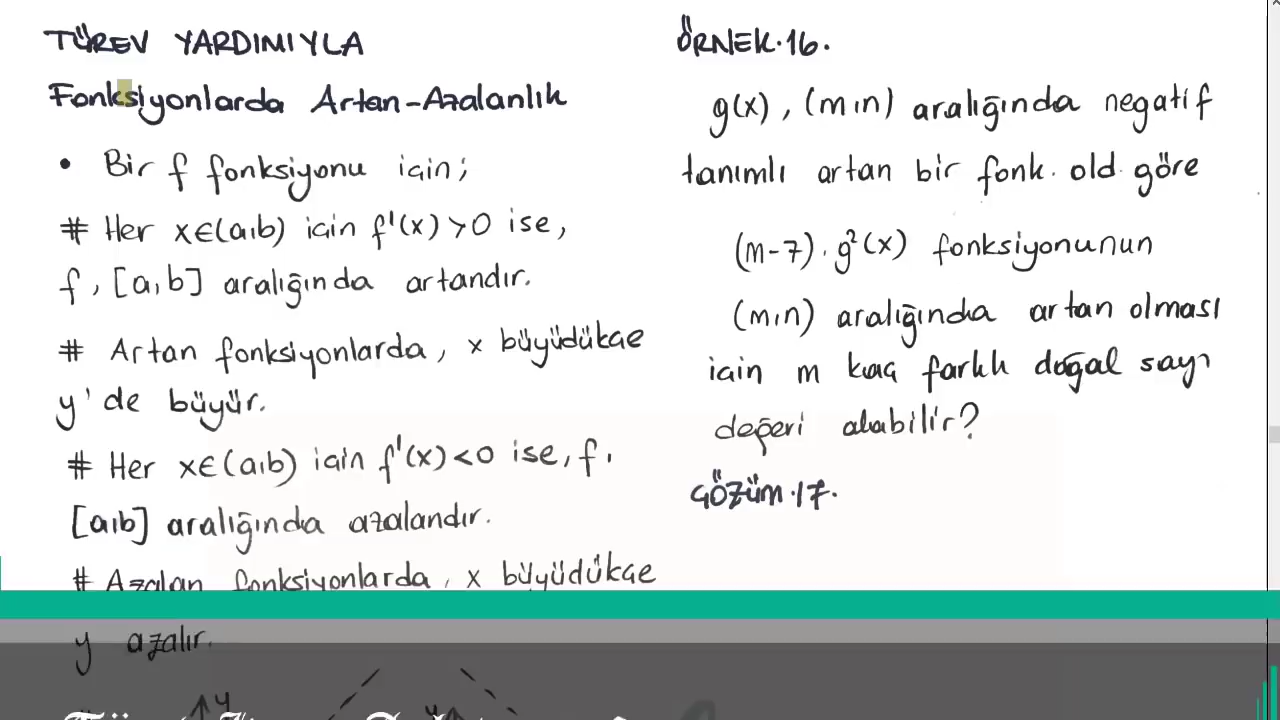 TÜREV YARDIMIYLA
Fonksiyonlarda Artan-Azalanlık
• Bir f fonksiyonu için;
# Her x∈(a,b) için f'(x)>0 ise,
f, [a,b] aralığında artandır.
# Artan fonksiyonlarda, x büyüdükçe
y'de büyür.
# Her x∈(a,b) için f'(x)<0 ise, f,
[a,b] aralığında azalandır.
# Azalan fonksiyonlarda, x büyüdükçe
y azalır.
y
ÖRNEK.16.
g(x), (m,n) aralığında negatif
tanımlı artan bir fonk. old. göre
(m-7).g²(x) fonksiyonunun
(m,n) aralığında artan olması
için m kaç farklı doğal sayı
değeri alabilir?
ÇÖZÜM.17.